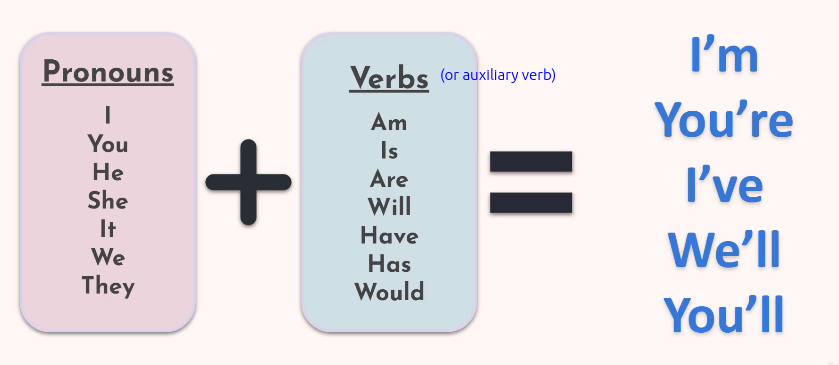 Pronouns
I
You
He
She
It
We
They
Verbs (or auxiliary verb)
Am
Is
Are
Will
Have
Has
Would
I’m
You’re
I’ve
We’ll
You’ll